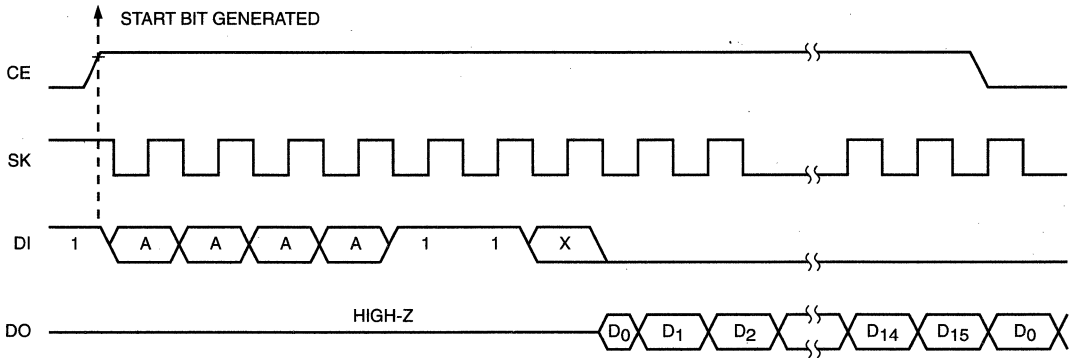 START BIT GENERATED
CE
SK
DI 1 A A A A 1 1 X
DO HIGH-Z D0 D1 D2 D14 D15 D0